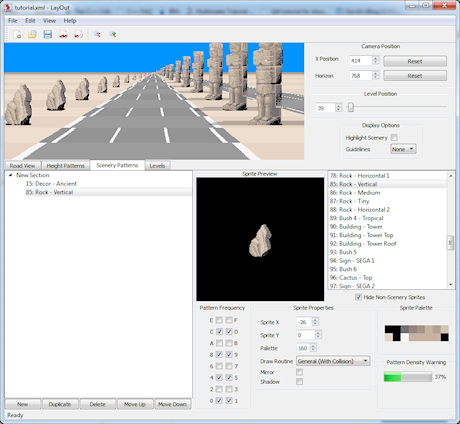 tutorial.xml - LayOut
File Edit View Help
Camera Position
X Position 414 Reset
Horizon 768 Reset
Level Position
39
Display Options
Highlight Scenery
Guidelines None
Road View Height Patterns Scenery Patterns Levels
New Section
15: Decor - Ancient
85: Rock - Vertical
Sprite Preview
78: Rock - Horizontal 1
85: Rock - Vertical
86: Rock - Medium
87: Rock - Tiny
88: Rock - Horizontal 2
89: Bush 4 - Tropical
90: Building - Tower
91: Building - Tower Top
92: Building - Tower Roof
93: Bush 5
94: Sign - SEGA 1
95: Bush 6
96: Cactus - Top
97: Sign - SEGA 2
Hide Non-Scenery Sprites
Pattern Frequency
E F
C D
A B
8 9
6 7
4 5
2 3
0 1
Sprite Properties
Sprite X -26
Sprite Y 0
Palette 160
Draw Routine General (With Collision)
Mirror
Shadow
Sprite Palette
Pattern Density Warning
37%
New Duplicate Delete Move Up Move Down
Ready